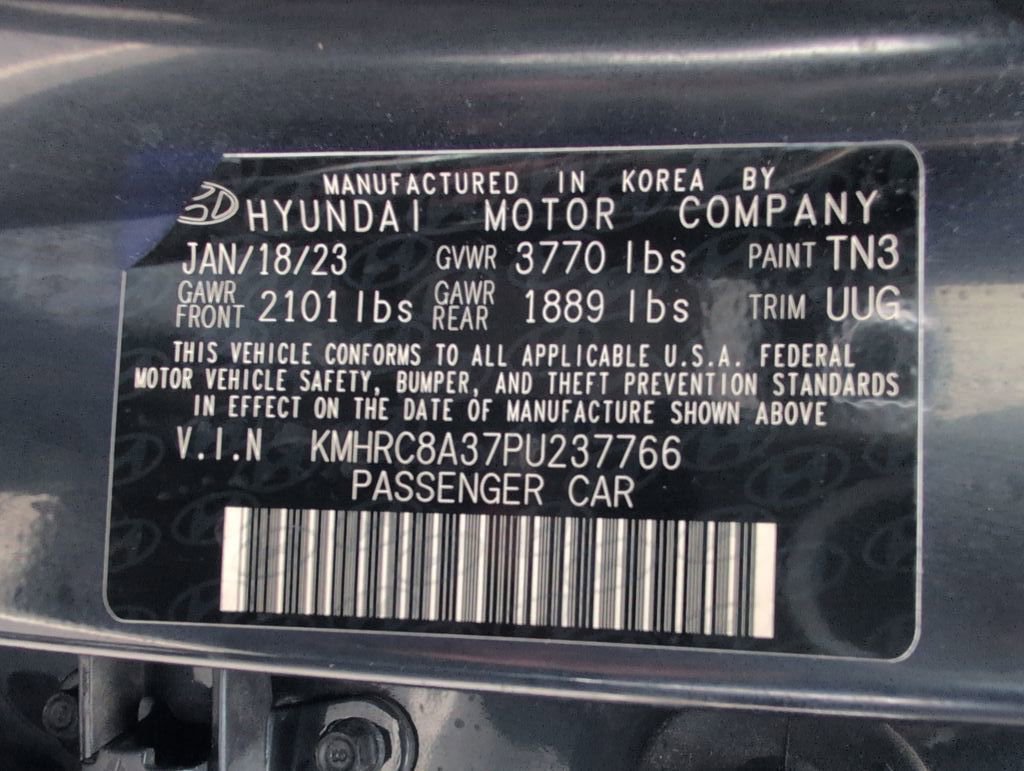 MANUFACTURED IN KOREA BY
HYUNDAI MOTOR COMPANY
JAN/18/23 GVWR 3770 lbs PAINT TN3
GAWR FRONT 2101 lbs GAWR REAR 1889 lbs TRIM UUG
THIS VEHICLE CONFORMS TO ALL APPLICABLE U.S.A. FEDERAL
MOTOR VEHICLE SAFETY, BUMPER, AND THEFT PREVENTION STANDARDS
IN EFFECT ON THE DATE OF MANUFACTURE SHOWN ABOVE
V.I.N KMHRC8A37PU237766
PASSENGER CAR